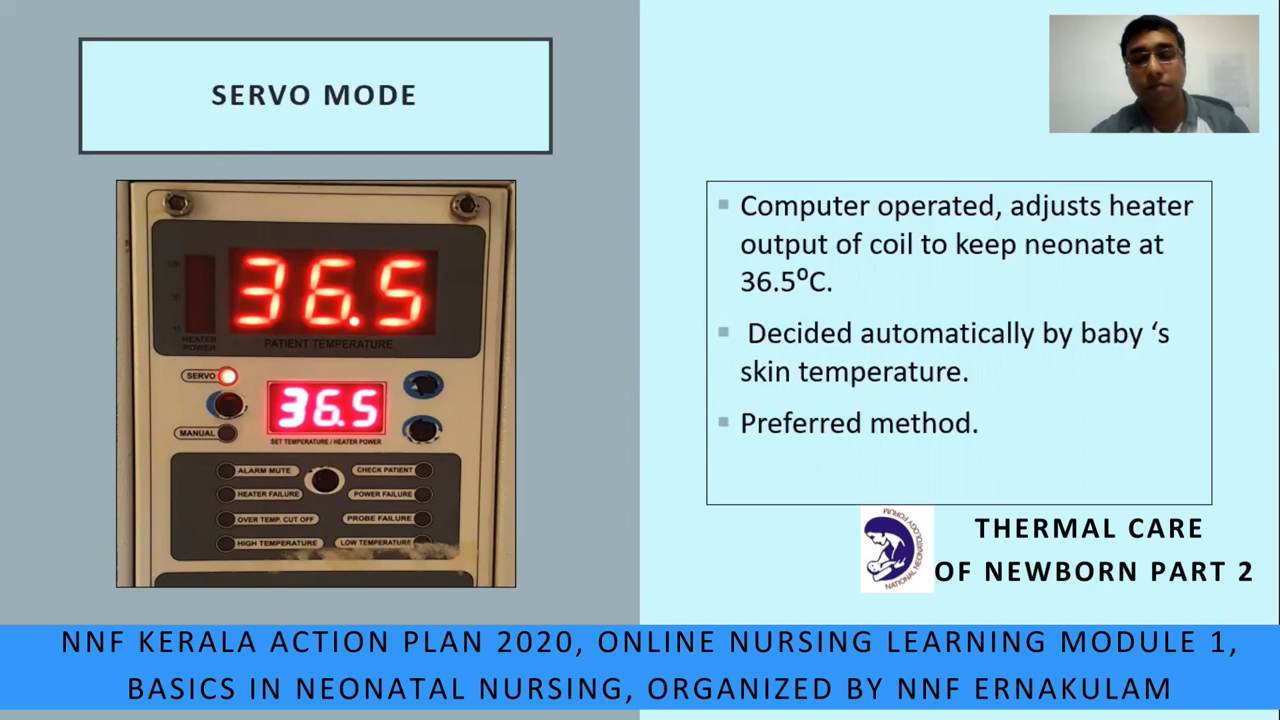 SERVO MODE
36.5
HEATER
POWER
PATIENT TEMPERATURE
SERVO
36.5
MANUAL
SET TEMPERATURE / HEATER POWER
ALARM MUTE
CHECK PATIENT
HEATER FAILURE
POWER FAILURE
OVER TEMP. CUT OFF
PROBE FAILURE
HIGH TEMPERATURE
LOW TEMPERATURE
Computer operated, adjusts heater
output of coil to keep neonate at
36.5⁰C.
Decided automatically by baby ‘s
skin temperature.
Preferred method.
NATIONAL NEONATOLOGY FORUM
THERMAL CARE
OF NEWBORN PART 2
NNF KERALA ACTION PLAN 2020, ONLINE NURSING LEARNING MODULE 1,
BASICS IN NEONATAL NURSING, ORGANIZED BY NNF ERNAKULAM